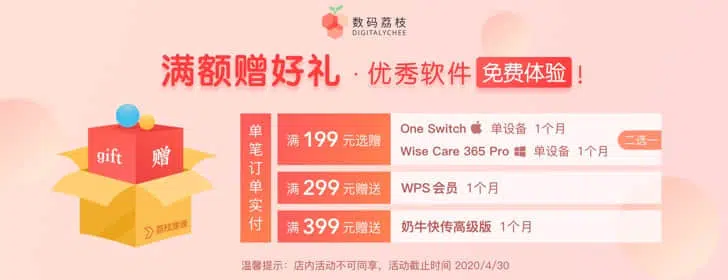 数码荔枝
DIGITALYCHEE
满额赠好礼 · 优秀软件 免费体验！
gift 赠
单笔订单实付
满 199 元选赠
One Switch 单设备 1个月
Wise Care 365 Pro 单设备 1个月
二选一
满 299 元赠送 WPS 会员 1个月
满 399 元赠送 奶牛快传高级版 1个月
温馨提示：店内活动不可同享，活动截止时间 2020/4/30